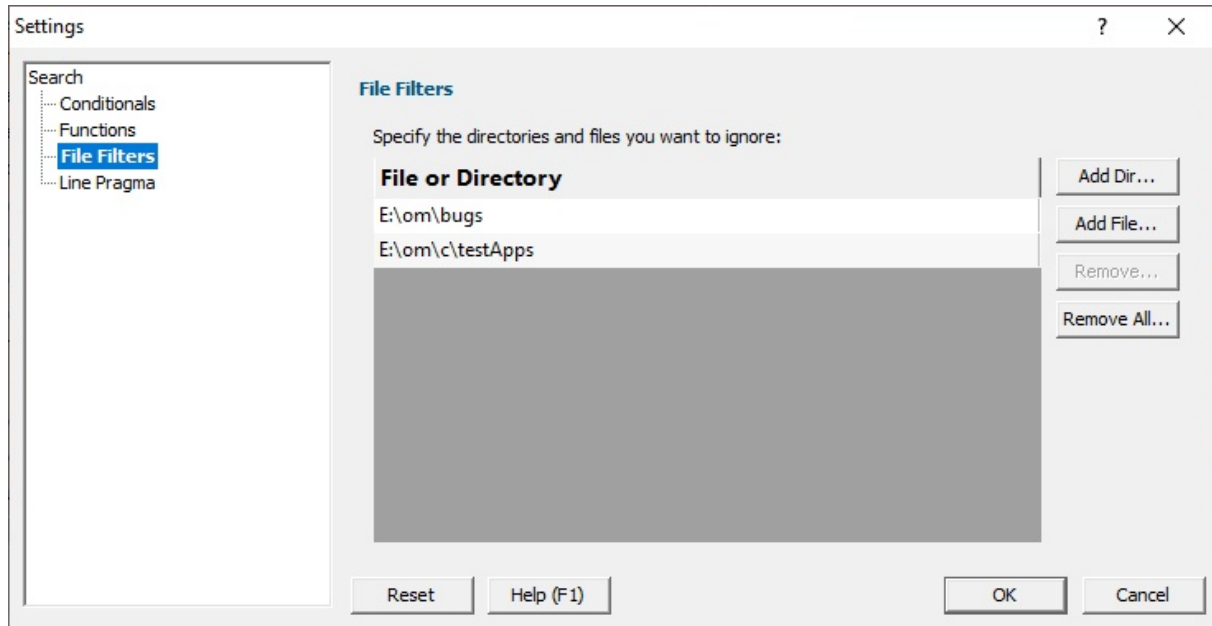 Settings
Search
Conditionals
Functions
File Filters
Line Pragma
File Filters
Specify the directories and files you want to ignore:
File or Directory
E:\om\bugs
E:\om\c\testApps
Add Dir...
Add File...
Remove...
Remove All...
Reset
Help (F1)
OK
Cancel